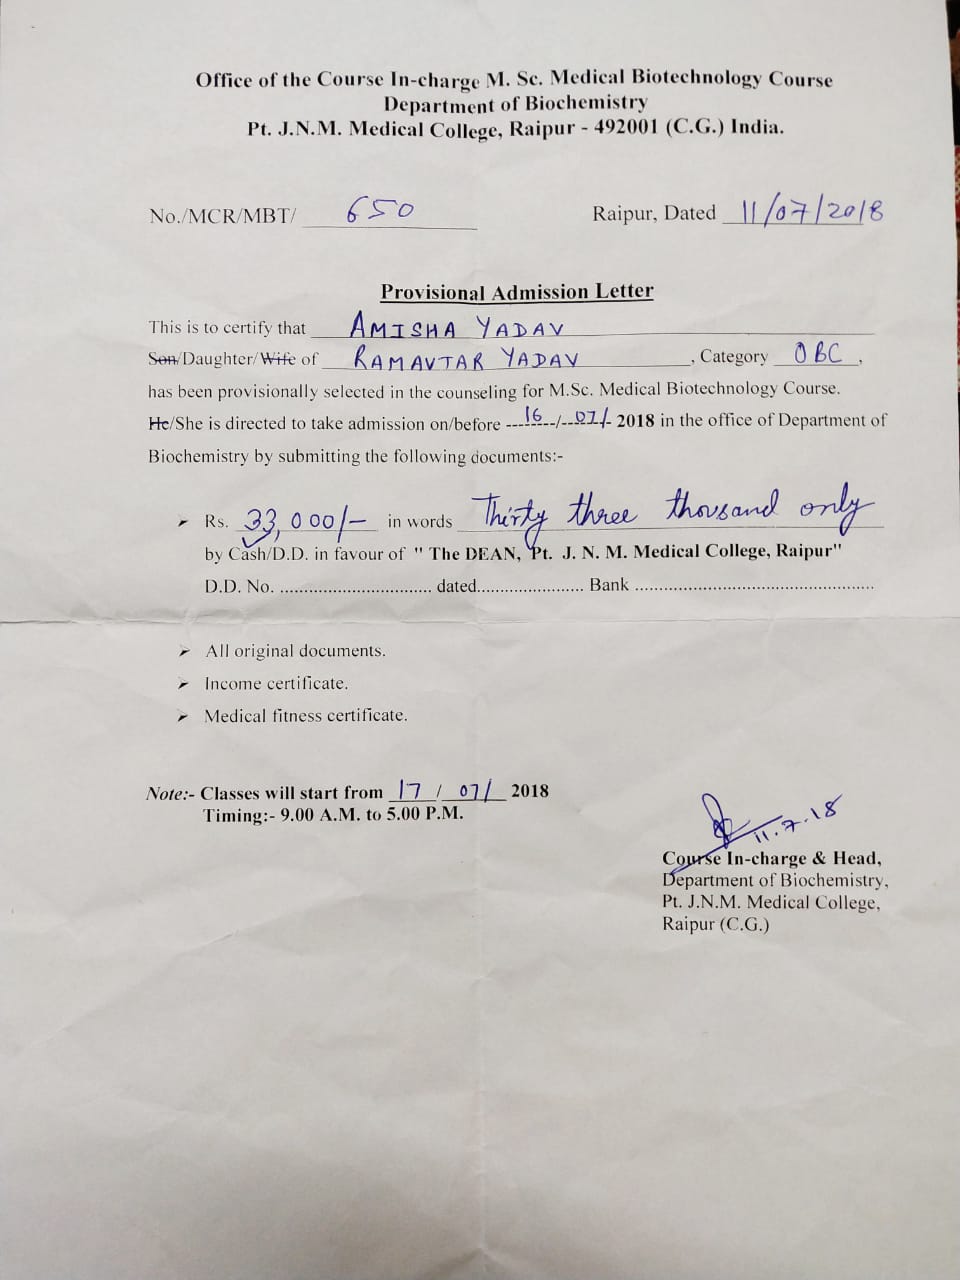 Office of the Course In-charge M. Sc. Medical Biotechnology Course
Department of Biochemistry
Pt. J.N.M. Medical College, Raipur - 492001 (C.G.) India.
No./MCR/MBT/ 650 Raipur, Dated 11/07/2018
Provisional Admission Letter
This is to certify that AMISHA YADAV
Son/Daughter/Wife of RAMAVTAR YADAV, Category OBC,
has been provisionally selected in the counseling for M.Sc. Medical Biotechnology Course.
He/She is directed to take admission on/before ---16---/--07/- 2018 in the office of Department of
Biochemistry by submitting the following documents:-
➢ Rs. 33,000/- in words Thirty three thousand only
by Cash/D.D. in favour of " The DEAN, Pt. J. N. M. Medical College, Raipur"
D.D. No. ................................ dated....................... Bank ..................................................
➢ All original documents.
➢ Income certificate.
➢ Medical fitness certificate.
Note:- Classes will start from 17 / 07/ 2018
Timing:- 9.00 A.M. to 5.00 P.M.
11.7.18
Course In-charge & Head,
Department of Biochemistry,
Pt. J.N.M. Medical College,
Raipur (C.G.)